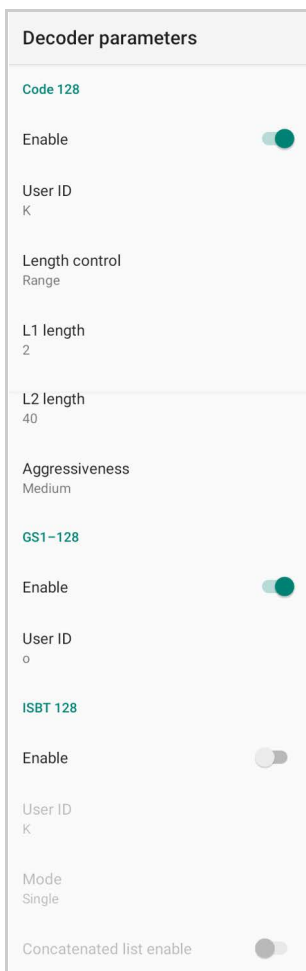 Decoder parameters
Code 128
Enable
User ID
K
Length control
Range
L1 length
2
L2 length
40
Aggressiveness
Medium
GS1–128
Enable
User ID
o
ISBT 128
Enable
User ID
K
Mode
Single
Concatenated list enable